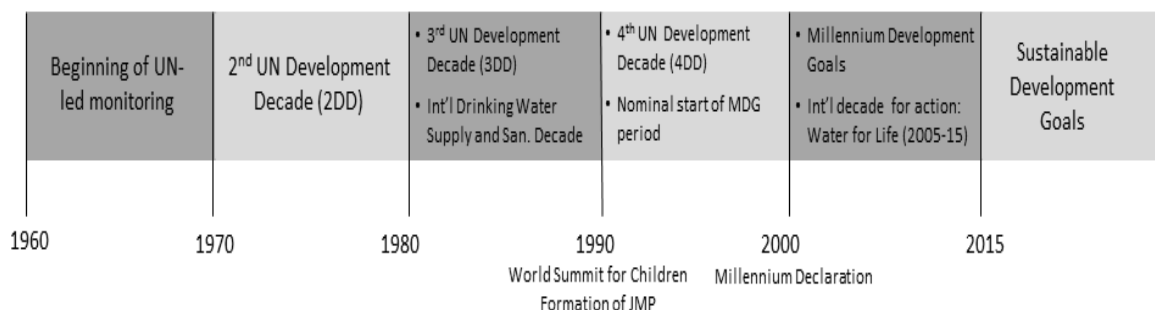 Beginning of UN-
led monitoring
2nd UN Development
Decade (2DD)
• 3rd UN Development
Decade (3DD)
• Int'l Drinking Water
Supply and San. Decade
• 4th UN Development
Decade (4DD)
• Nominal start of MDG
period
• Millennium Development
Goals
• Int'l decade for action:
Water for Life (2005-15)
Sustainable
Development
Goals
1960
1970
1980
1990
2000
2015
World Summit for Children
Formation of JMP
Millennium Declaration